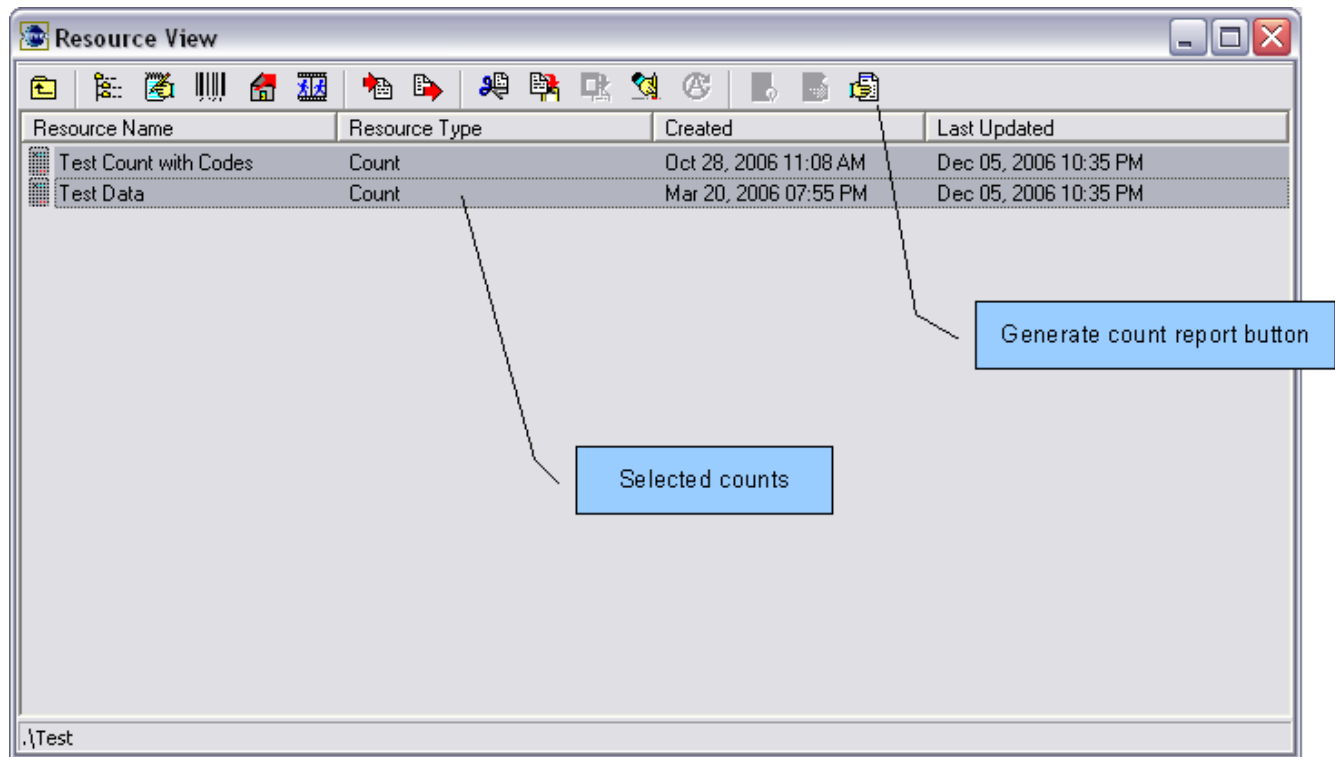 Resource View
Resource Name Resource Type Created Last Updated
Test Count with Codes Count Oct 28, 2006 11:08 AM Dec 05, 2006 10:35 PM
Test Data Count Mar 20, 2006 07:55 PM Dec 05, 2006 10:35 PM
Generate count report button
Selected counts
.\Test